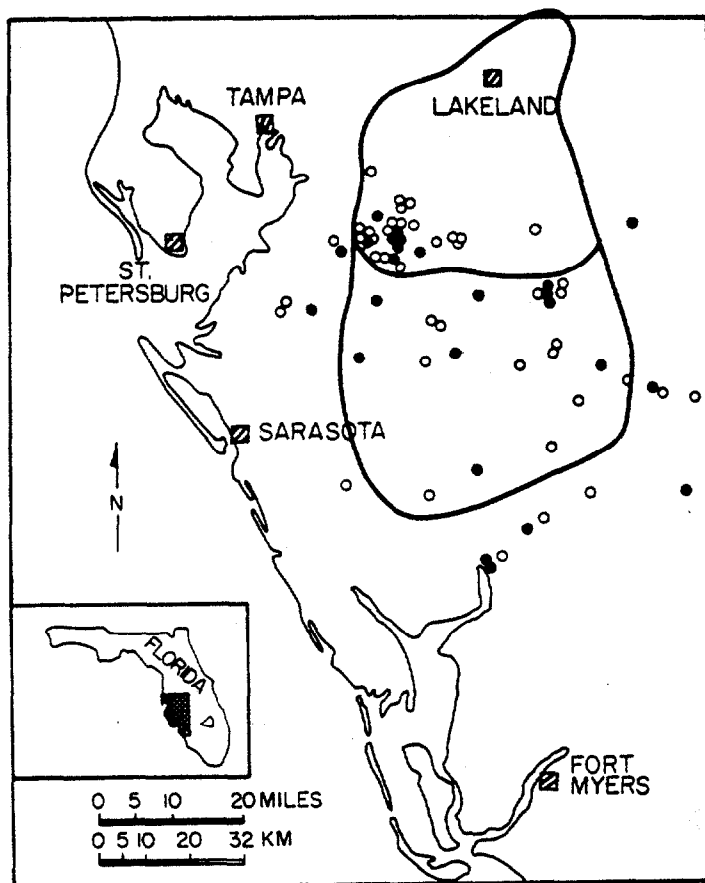 TAMPA
LAKELAND
ST.
PETERSBURG
SARASOTA
N
FLORIDA
FORT
MYERS
0 5 10 20 MILES
0 5 10 20 32 KM